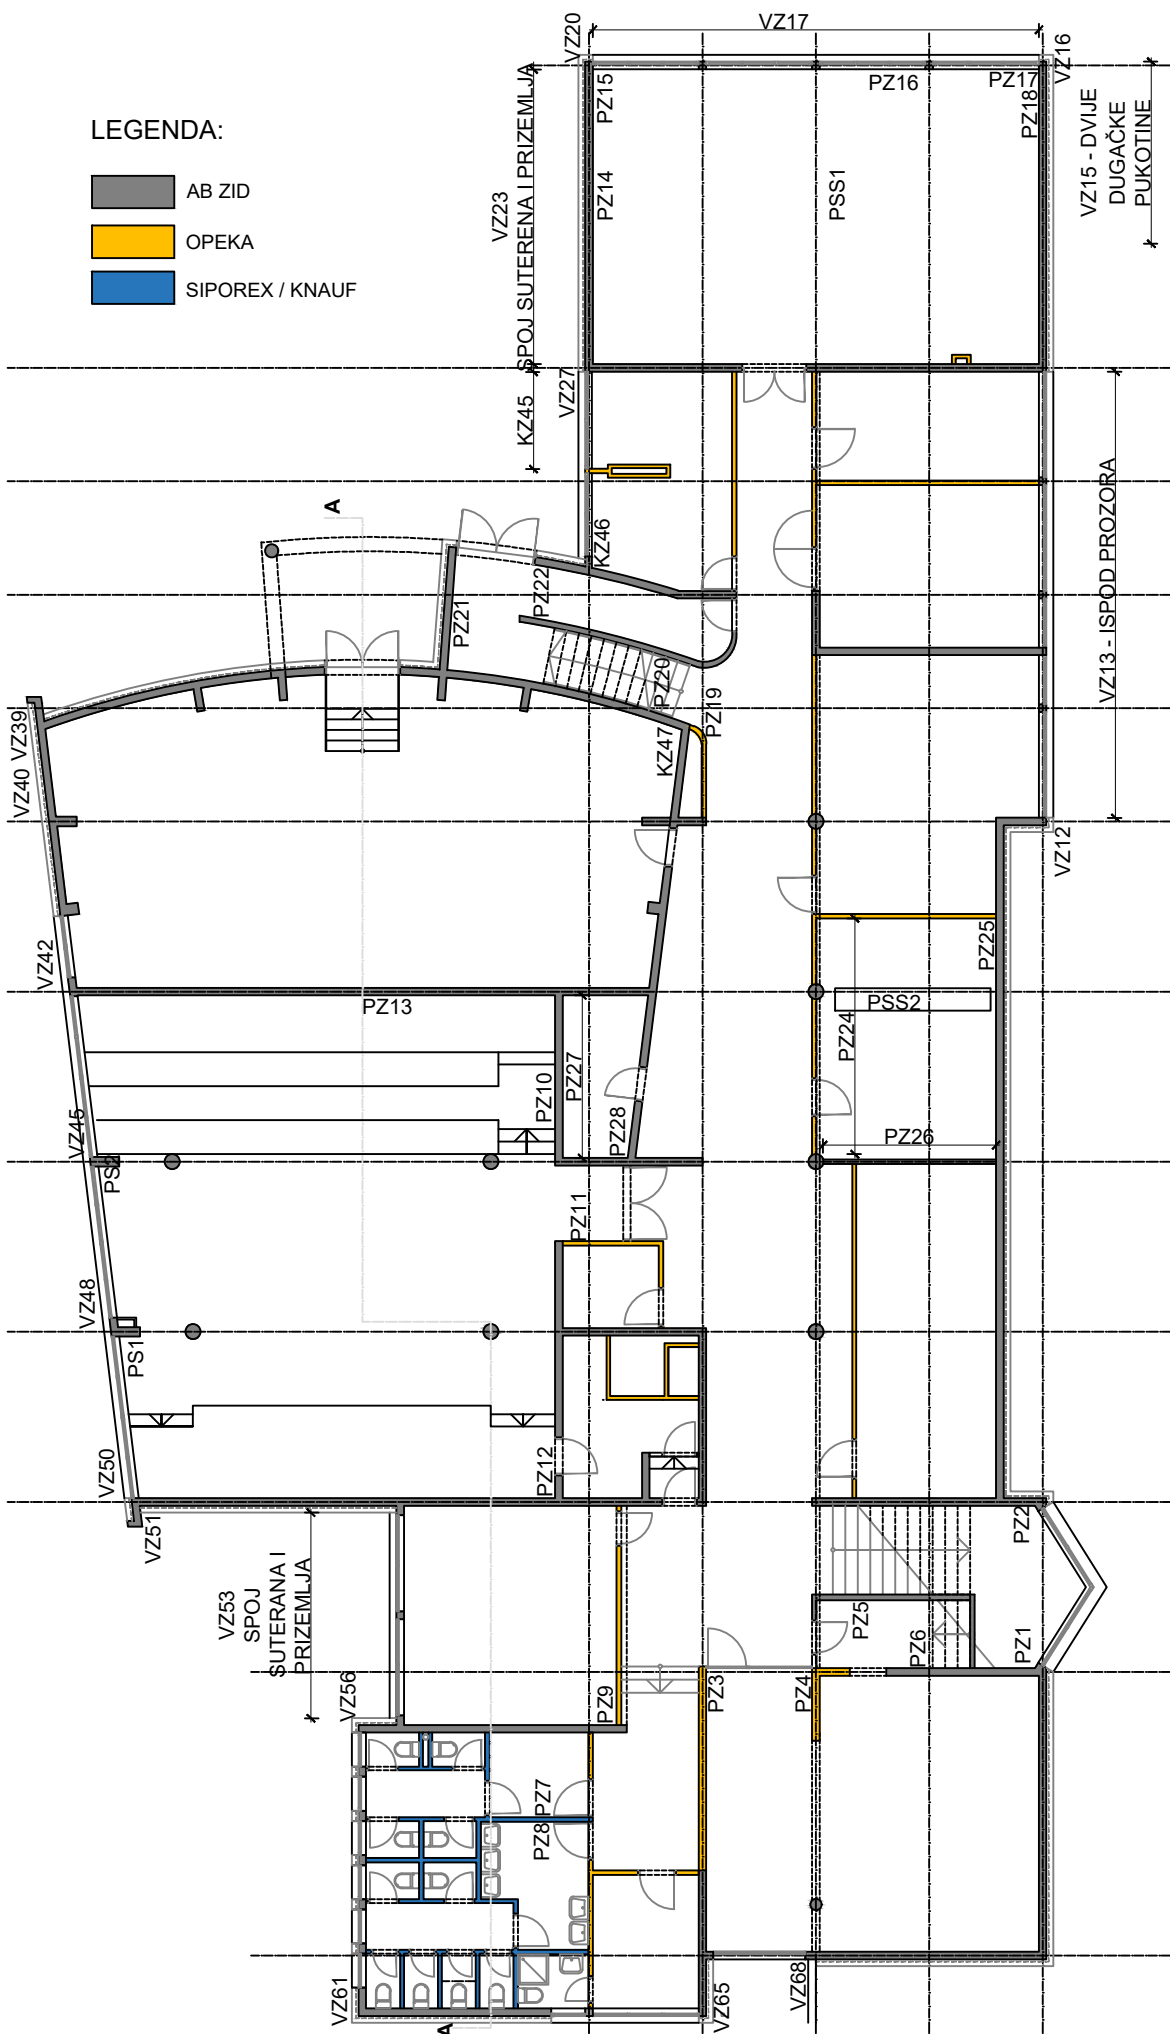 VZ17
VZ20
VZ16
LEGENDA:
AB ZID
OPEKA
SIPOREX / KNAUF
VZ23
SPOJ SUTERENA I PRIZEMLJA
PZ15
PZ14
PZ16
PZ17
PZ18
PSS1
VZ15 - DVIJE
DUGAČKE
PUKOTINE
VZ27
KZ45
KZ46
A
PZ21
PZ22
PZ20
PZ19
KZ47
VZ13 - ISPOD PROZORA
VZ39
VZ40
VZ12
VZ42
PZ13
PZ25
PSS2
PZ24
PZ26
PZ27
PZ10
PZ28
VZ45
PS2
PZ11
VZ48
PS1
VZ50
PZ12
VZ51
PZ2
VZ53
SPOJ
SUTERANA I
PRIZEMLJA
PZ5
PZ6
PZ1
VZ56
PZ9
PZ3
PZ4
PZ7
PZ8
VZ61
VZ65
VZ68
A